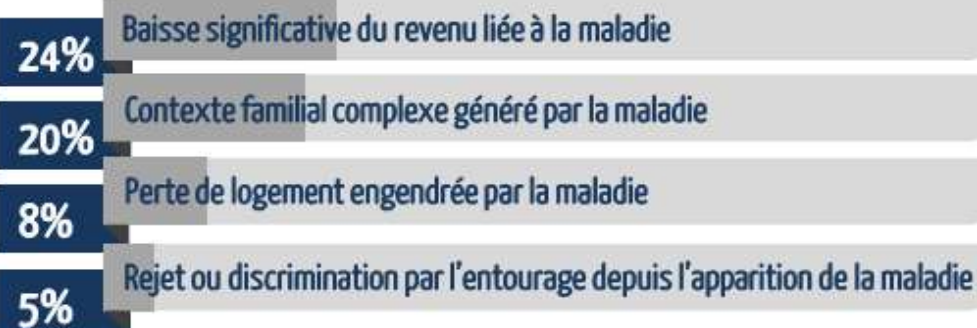 24% Baisse significative du revenu liée à la maladie
20% Contexte familial complexe généré par la maladie
8% Perte de logement engendrée par la maladie
5% Rejet ou discrimination par l'entourage depuis l'apparition de la maladie